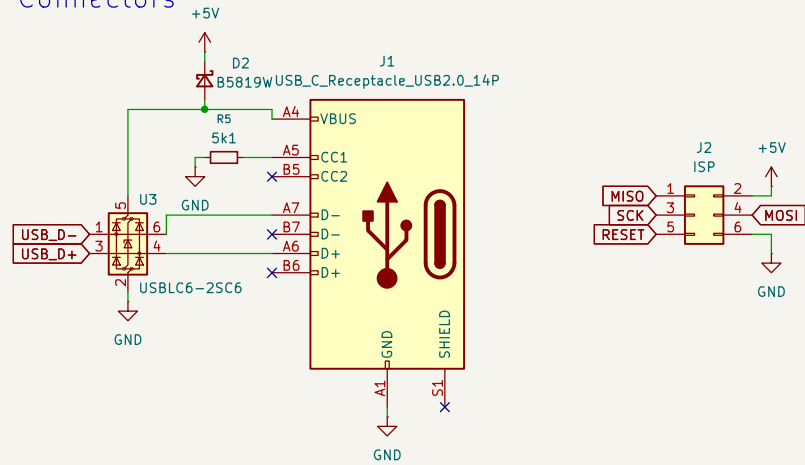 Connectors
+5V
D2
B5819W
J1
USB_C_Receptacle_USB2.0_14P
R5
5k1
GND
A4
VBUS
A5
CC1
B5
CC2
A7
D-
B7
D-
A6
D+
B6
D+
GND
SHIELD
A1
S1
GND
U3
5
USB_D-
1
6
USB_D+
3
4
2
USBLC6-2SC6
GND
J2
ISP
+5V
MISO
1
2
SCK
3
4
MOSI
RESET
5
6
GND